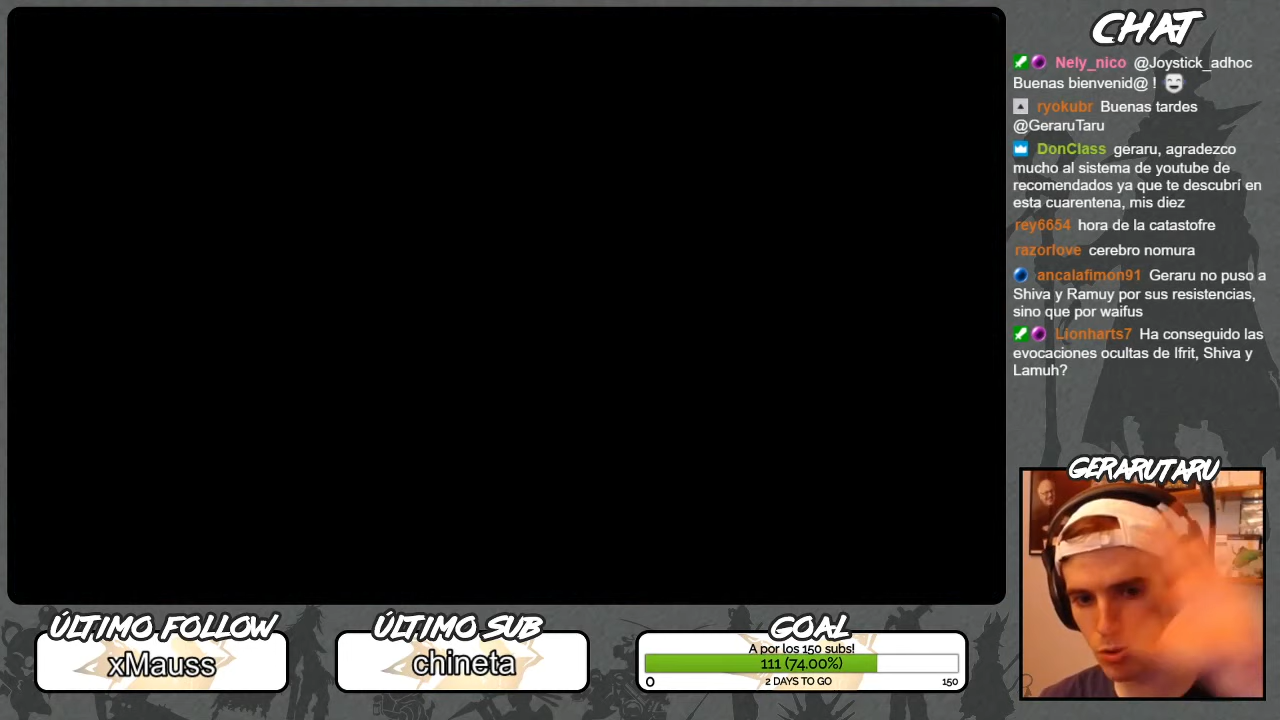 CHAT
Nely_nico @Joystick_adhoc
Buenas bienvenid@ !
ryokubr Buenas tardes
@GeraruTaru
DonClass geraru, agradezco
mucho al sistema de youtube de
recomendados ya que te descubrí en
esta cuarentena, mis diez
rey6654 hora de la catastofre
razorlove cerebro nomura
ancalafimon91 Geraru no puso a
Shiva y Ramuy por sus resistencias,
sino que por waifus
Lionharts7 Ha conseguido las
evocaciones ocultas de Ifrit, Shiva y
Lamuh?
GERARUTARU
ÚLTIMO FOLLOW
xMauss
ÚLTIMO SUB
chineta
GOAL
A por los 150 subs!
111 (74.00%)
0 2 DAYS TO GO 150